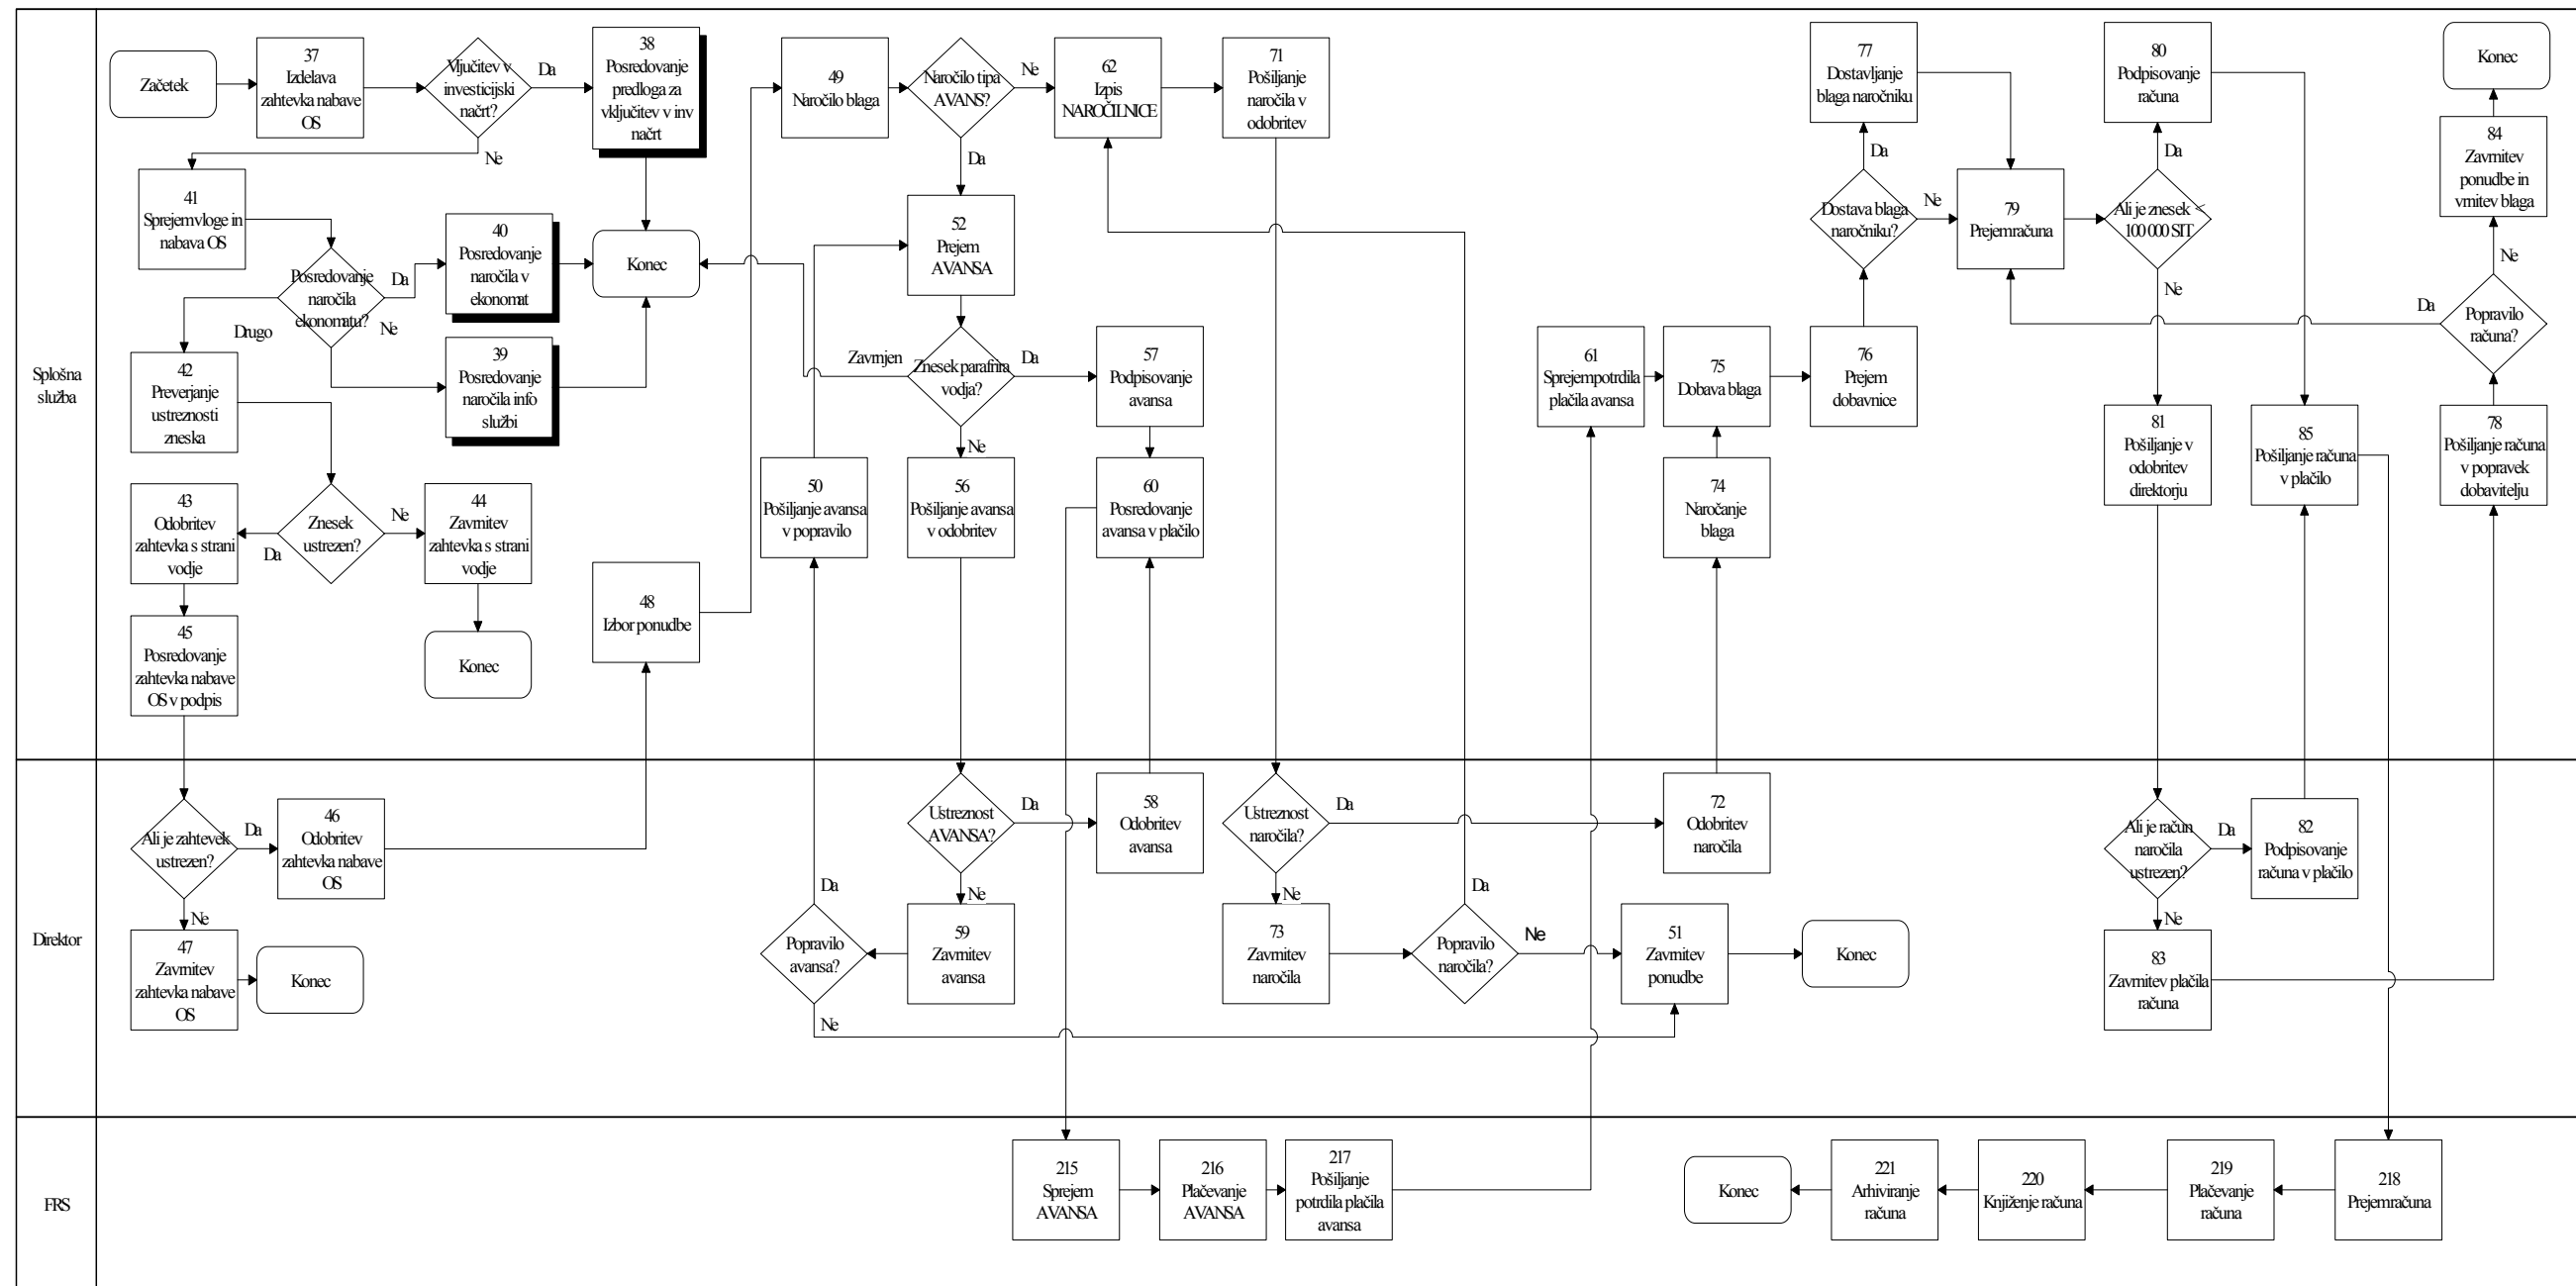 Splošna
služba
Začetek
37
Izdelava
zahtevka nabave
OS
Vljučitev v
investicijski
načrt?
Da
Ne
38
Posredovanje
predloga za
vključitev v inv
načrt
41
Sprejem vloge in
nabava OS
Posredovanje
naročila
ekonomatu?
Da
Ne
Drugo
40
Posredovanje
naročila v
ekonomat
Konec
39
Posredovanje
naročila info
službi
42
Preverjanje
ustreznosti
zneska
43
Odobritev
zahtevka s strani
vodje
Da
Znesek
ustrezen?
Ne
44
Zavrnitev
zahtevka s strani
vodje
Konec
45
Posredovanje
zahtevka nabave
OS v podpis
48
Izbor ponudbe
49
Naročilo blaga
Naročilo tipa
AVANS?
Ne
Da
62
Izpis
NAROČILNICE
71
Pošiljanje
naročila v
odobritev
52
Prejem
AVANSA
Zavrnjen
Znesek parafira
vodja?
Da
Ne
57
Podpisovanje
avansa
50
Pošiljanje avansa
v popravilo
56
Pošiljanje avansa
v odobritev
60
Posredovanje
avansa v plačilo
61
Sprejem potrdila
plačila avansa
75
Dobava blaga
76
Prejem
dobavnice
74
Naročanje
blaga
77
Dostavljanje
blaga naročniku
Da
Dostava blaga
naročniku?
Ne
79
Prejem računa
80
Podpisovanje
računa
Da
Ali je znesek <
100 000 SIT
Ne
81
Pošiljanje v
odobritev
direktorju
85
Pošiljanje računa
v plačilo
Konec
84
Zavrnitev
ponudbe in
vrnitev blaga
Ne
Da
Popravilo
računa?
78
Pošiljanje računa
v popravek
dobavitelju
Direktor
Ali je zahtevek
ustrezen?
Da
Ne
46
Odobritev
zahtevka nabave
OS
47
Zavrnitev
zahtevka nabave
OS
Konec
Ustreznost
AVANSA?
Da
Ne
58
Odobritev
avansa
59
Zavrnitev
avansa
Da
Popravilo
avansa?
Ne
Ustreznost
naročila?
Da
Ne
72
Odobritev
naročila
73
Zavrnitev
naročila
Da
Popravilo
naročila?
Ne
51
Zavrnitev
ponudbe
Konec
Ali je račun
naročila
ustrezen?
Da
Ne
82
Podpisovanje
računa v plačilo
83
Zavrnitev plačila
računa
FRS
215
Sprejem
AVANSA
216
Plačevanje
AVANSA
217
Pošiljanje
potrdila plačila
avansa
Konec
221
Arhiviranje
računa
220
Knjiženje računa
219
Plačevanje
računa
218
Prejem računa